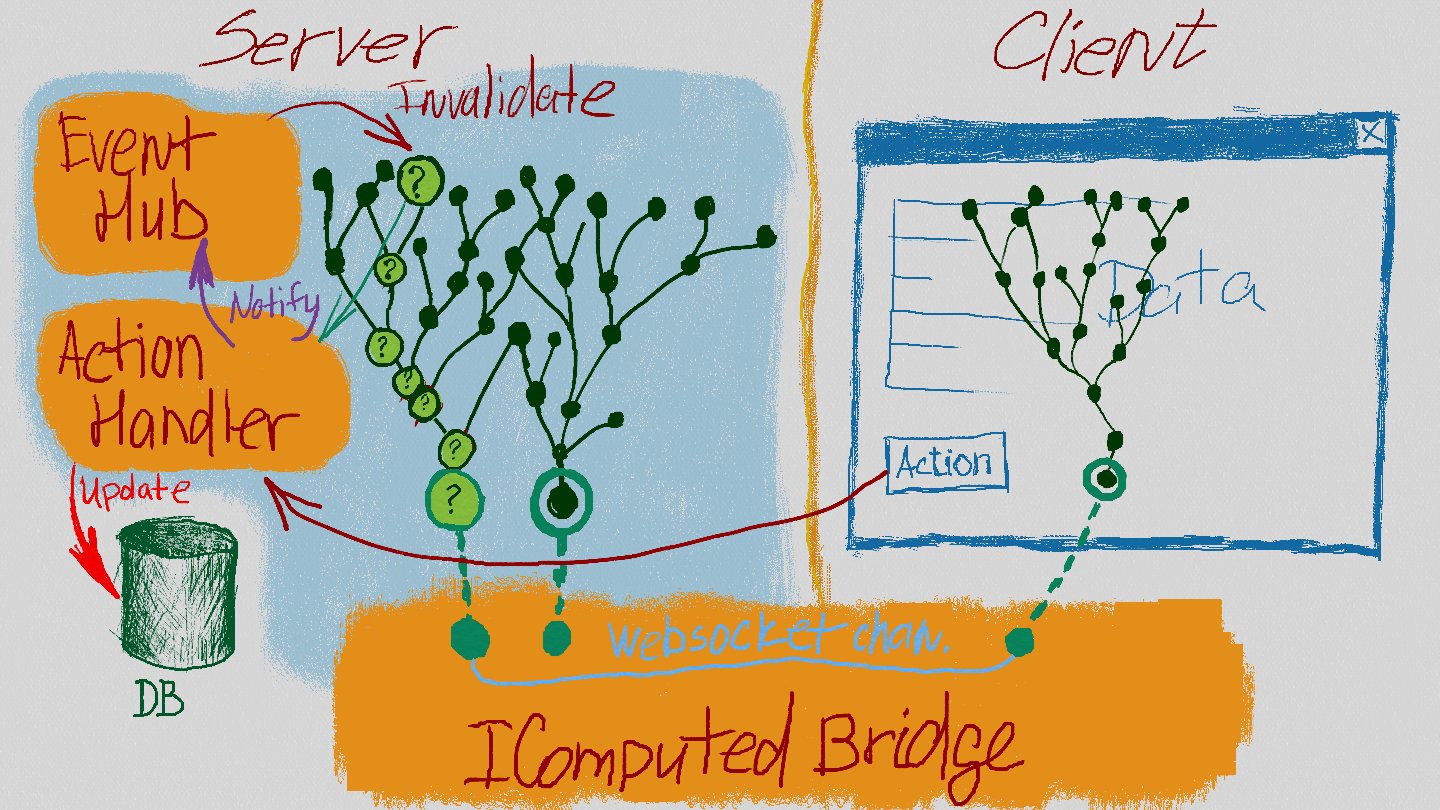 Server
Client
Invalidate
Event
Hub
?
?
?
?
?
?
?
Notify
Action
Handler
Update
DB
X
Data
Action
Websocket chan.
IComputed Bridge